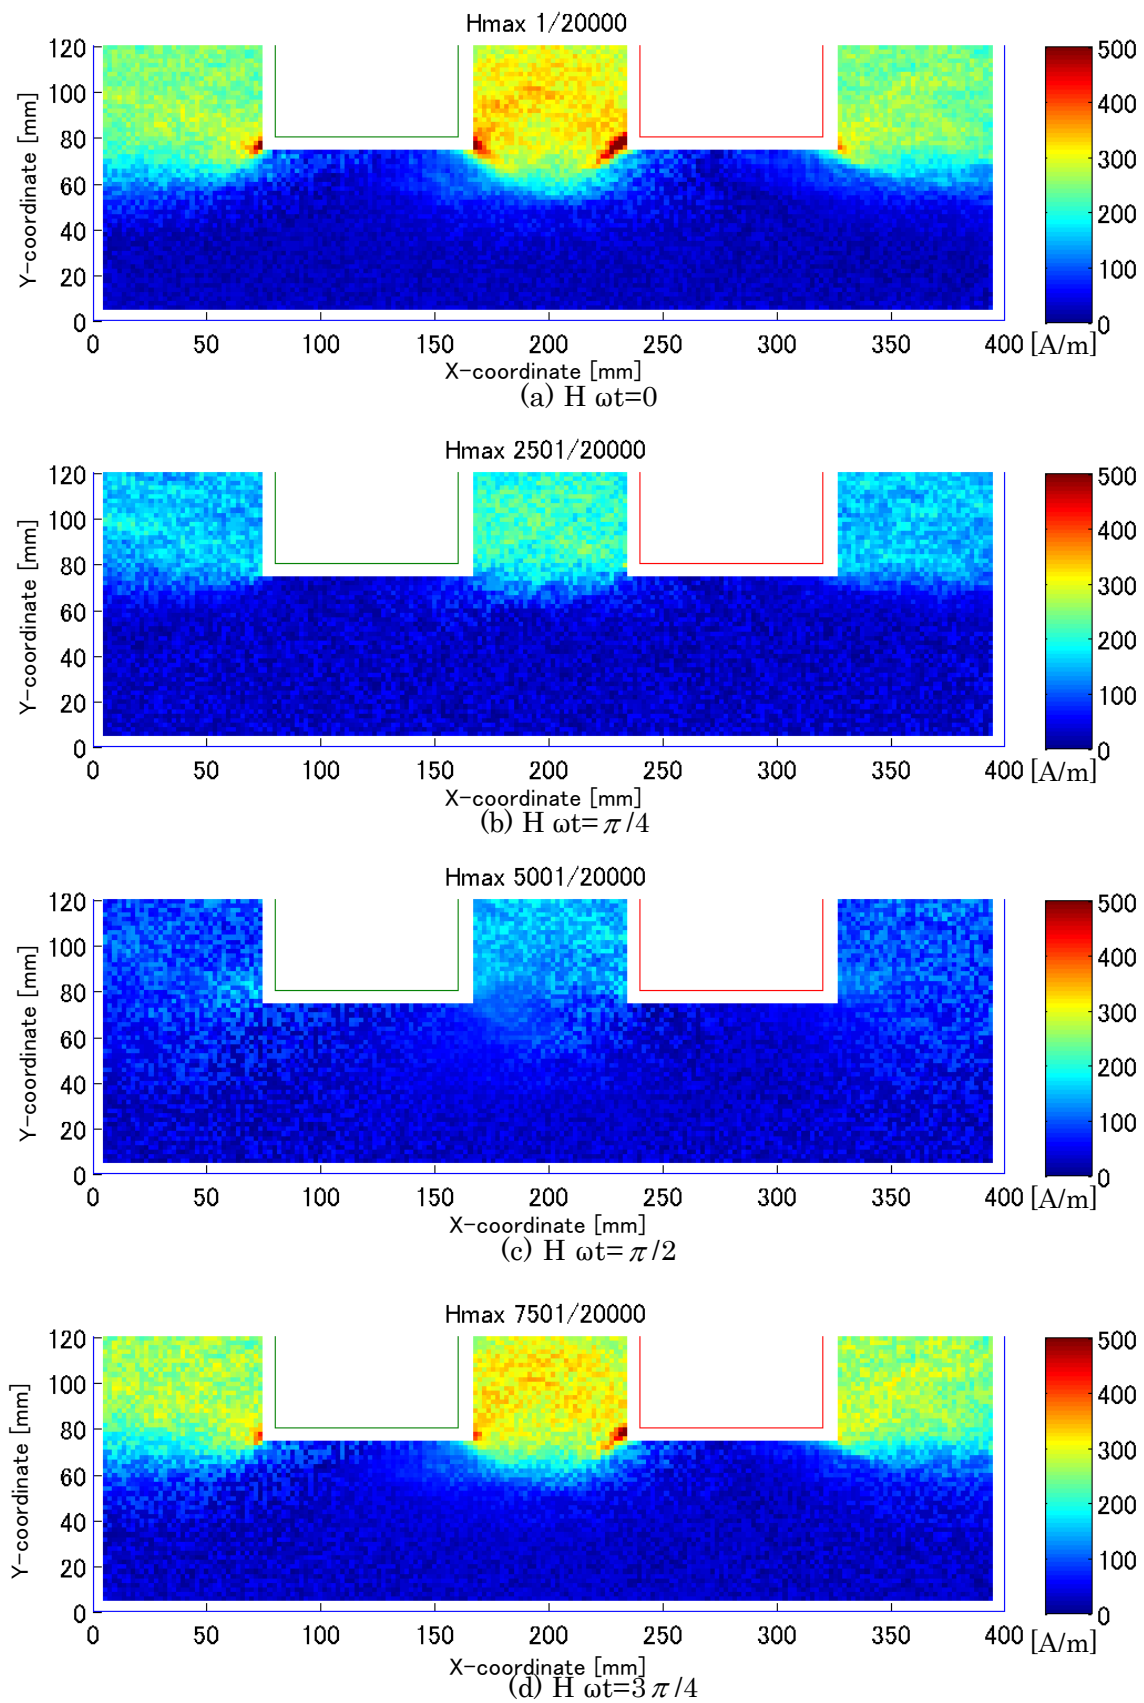 Hmax 1/20000
120
100
80
60
40
20
0
Y-coordinate [mm]
0 50 100 150 200 250 300 350 400
X-coordinate [mm]
500
400
300
200
100
0
[A/m]
(a) H ωt=0
Hmax 2501/20000
120
100
80
60
40
20
0
Y-coordinate [mm]
0 50 100 150 200 250 300 350 400
X-coordinate [mm]
500
400
300
200
100
0
[A/m]
(b) H ωt=π/4
Hmax 5001/20000
120
100
80
60
40
20
0
Y-coordinate [mm]
0 50 100 150 200 250 300 350 400
X-coordinate [mm]
500
400
300
200
100
0
[A/m]
(c) H ωt=π/2
Hmax 7501/20000
120
100
80
60
40
20
0
Y-coordinate [mm]
0 50 100 150 200 250 300 350 400
X-coordinate [mm]
500
400
300
200
100
0
[A/m]
(d) H ωt=3π/4